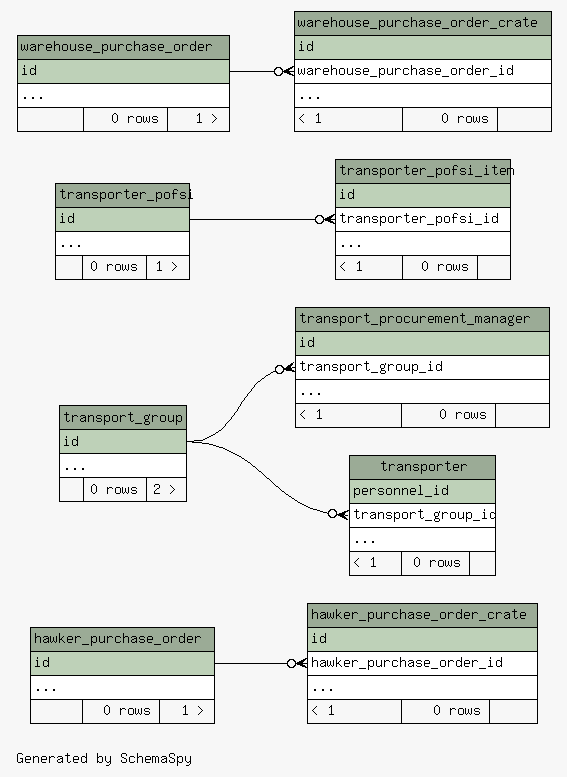 warehouse_purchase_order
id
...
0 rows 1 >
warehouse_purchase_order_crate
id
warehouse_purchase_order_id
...
< 1 0 rows
transporter_pofsi
id
...
0 rows 1 >
transporter_pofsi_item
id
transporter_pofsi_id
...
< 1 0 rows
transport_procurement_manager
id
transport_group_id
...
< 1 0 rows
transport_group
id
...
0 rows 2 >
transporter
personnel_id
transport_group_id
...
< 1 0 rows
hawker_purchase_order
id
...
0 rows 1 >
hawker_purchase_order_crate
id
hawker_purchase_order_id
...
< 1 0 rows
Generated by SchemaSpy